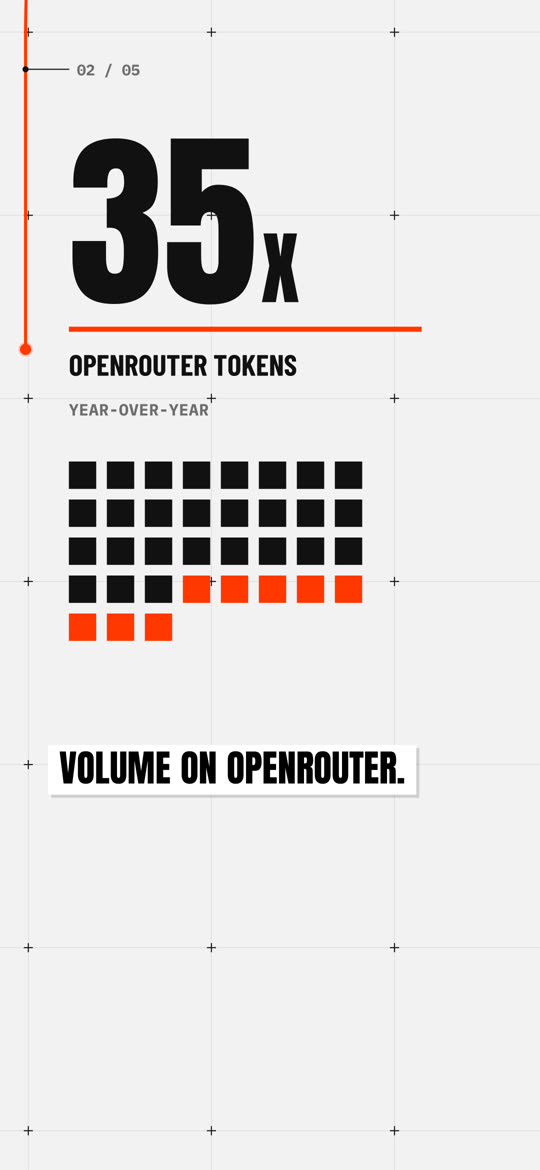 02 / 05
35x
OPENROUTER TOKENS
YEAR-OVER-YEAR
VOLUME ON OPENROUTER.